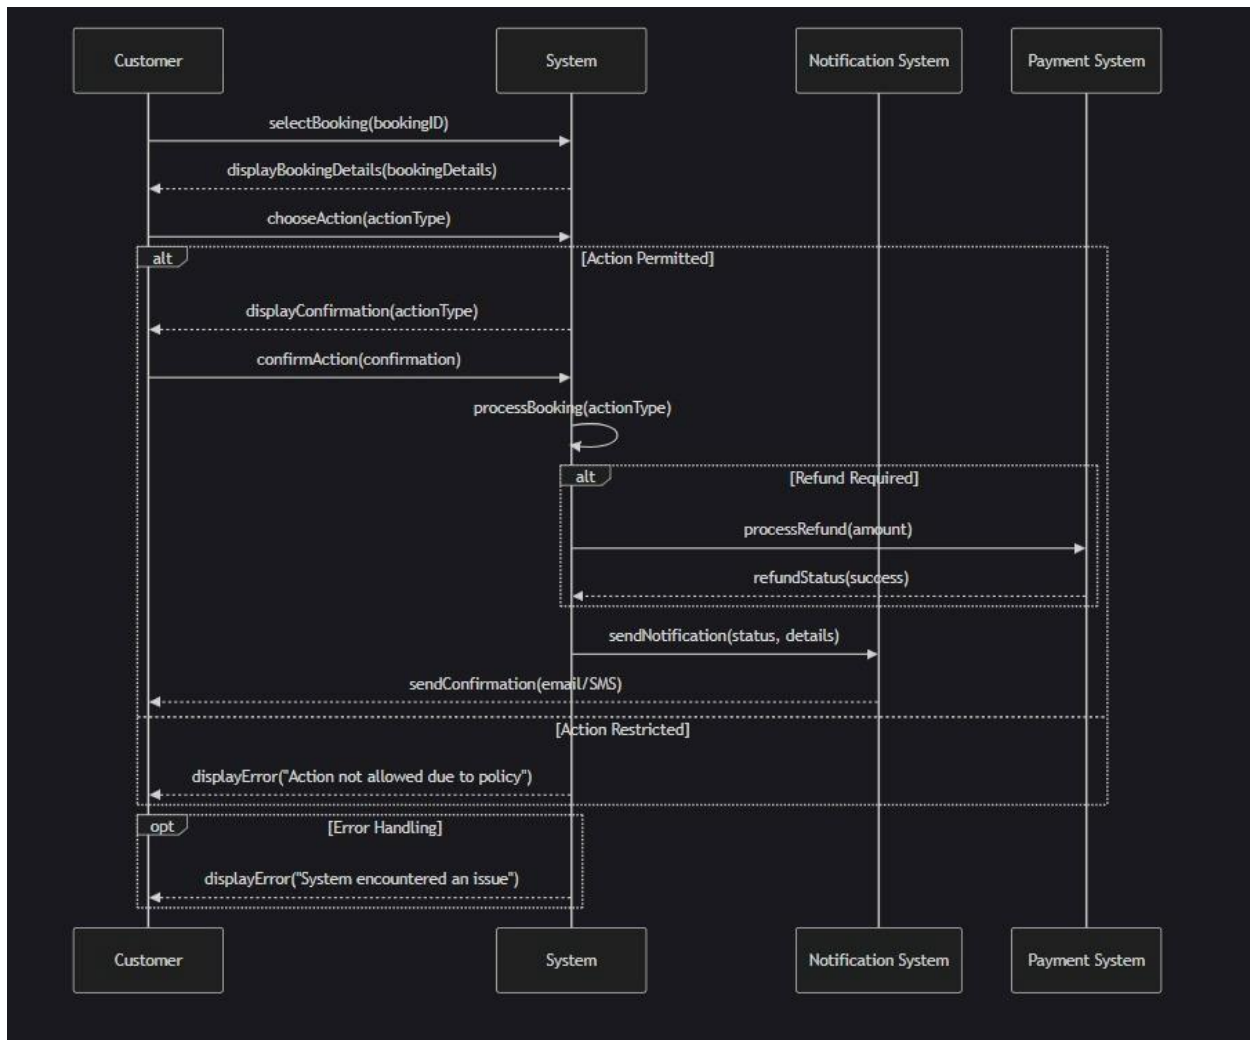 Customer
System
Notification System
Payment System
selectBooking(bookingID)
displayBookingDetails(bookingDetails)
chooseAction(actionType)
alt
[Action Permitted]
displayConfirmation(actionType)
confirmAction(confirmation)
processBooking(actionType)
alt
[Refund Required]
processRefund(amount)
refundStatus(success)
sendNotification(status, details)
sendConfirmation(email/SMS)
[Action Restricted]
displayError("Action not allowed due to policy")
opt
[Error Handling]
displayError("System encountered an issue")
Customer
System
Notification System
Payment System